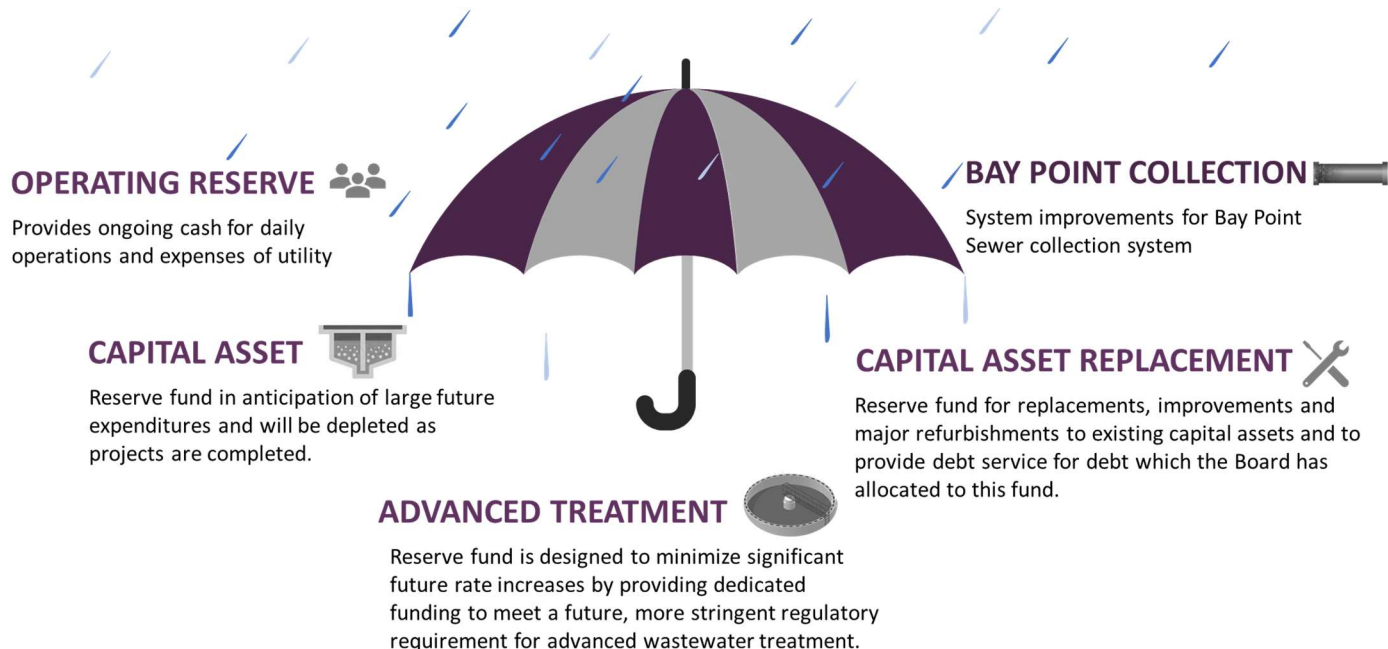 OPERATING RESERVE
Provides ongoing cash for daily
operations and expenses of utility
BAY POINT COLLECTION
System improvements for Bay Point
Sewer collection system
CAPITAL ASSET
Reserve fund in anticipation of large future
expenditures and will be depleted as
projects are completed.
CAPITAL ASSET REPLACEMENT
Reserve fund for replacements, improvements and
major refurbishments to existing capital assets and to
provide debt service for debt which the Board has
allocated to this fund.
ADVANCED TREATMENT
Reserve fund is designed to minimize significant
future rate increases by providing dedicated
funding to meet a future, more stringent regulatory
requirement for advanced wastewater treatment.